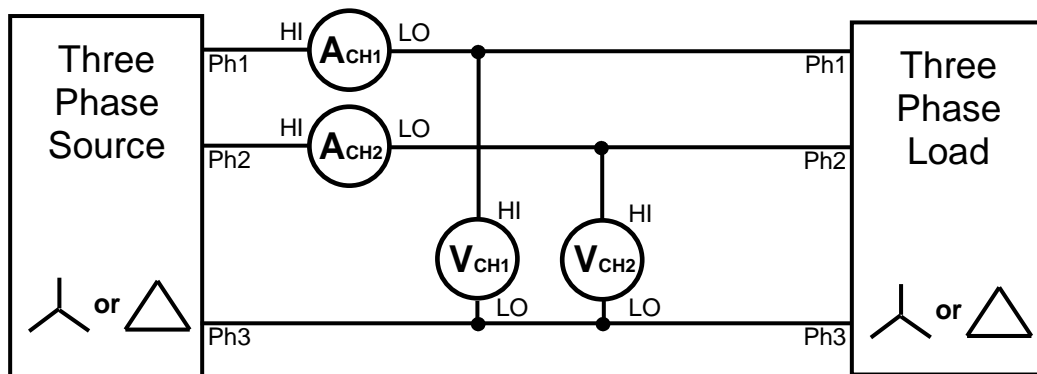 Three
Phase
Source
or
Ph1
Ph2
Ph3
HI
ACH1
LO
HI
ACH2
LO
HI
VCH1
LO
HI
VCH2
LO
Ph1
Ph2
Ph3
Three
Phase
Load
or